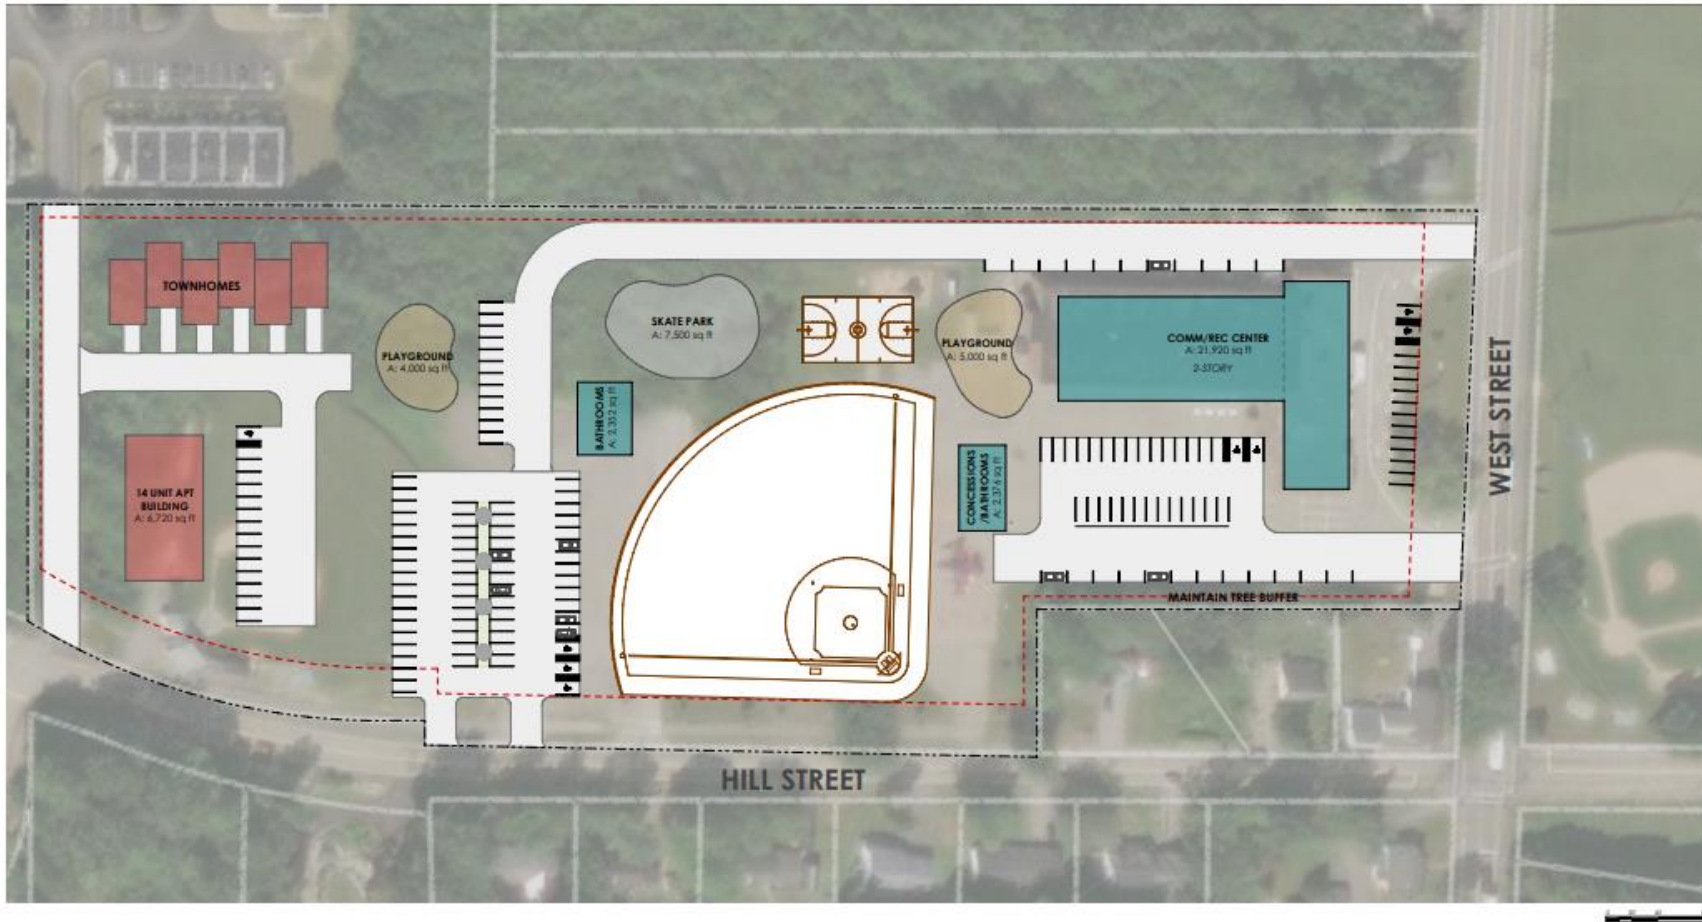 TOWNHOMES
SKATE PARK
A: 7,500 sq ft
PLAYGROUND
A: 4,000 sq ft
PLAYGROUND
A: 5,000 sq ft
COMM/REC CENTER
A: 21,920 sq ft
2-STORY
BATHROOMS
A: 2,352 sq ft
CONCESSIONS
/BATHROOMS
A: 2,376 sq ft
14 UNIT APT
BUILDING
A: 6,720 sq ft
WEST STREET
MAINTAIN TREE BUFFER
HILL STREET